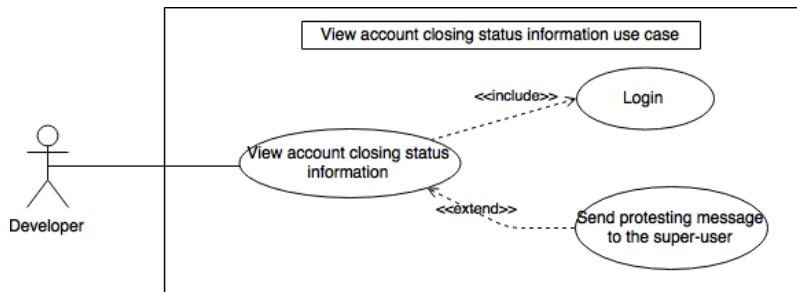 View account closing status information use case
<<include>>
Login
View account closing status
information
<<extend>>
Send protesting message
to the super-user
Developer